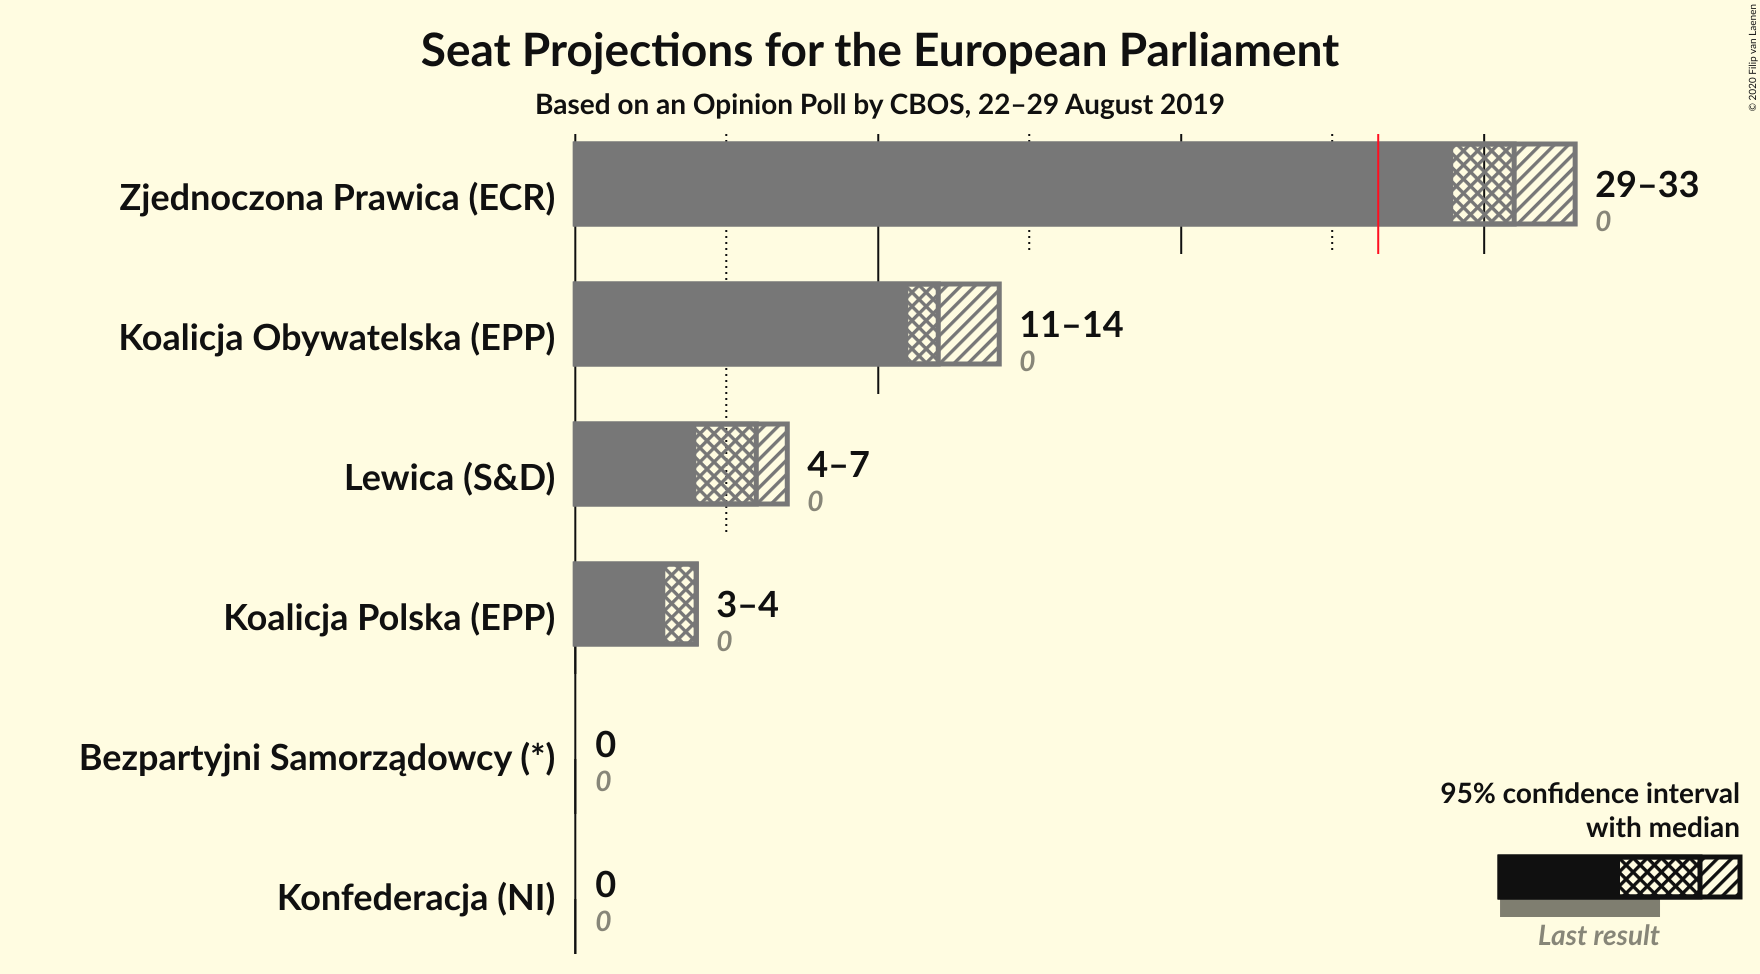 Seat Projections for the European Parliament
Based on an Opinion Poll by CBOS, 22–29 August 2019
© 2020 Filip van Laenen
Zjednoczona Prawica (ECR)
29–33
0
Koalicja Obywatelska (EPP)
11–14
0
Lewica (S&D)
4–7
0
Koalicja Polska (EPP)
3–4
0
Bezpartyjni Samorządowcy (*)
0
0
Konfederacja (NI)
0
0
95% confidence interval
with median
Last result